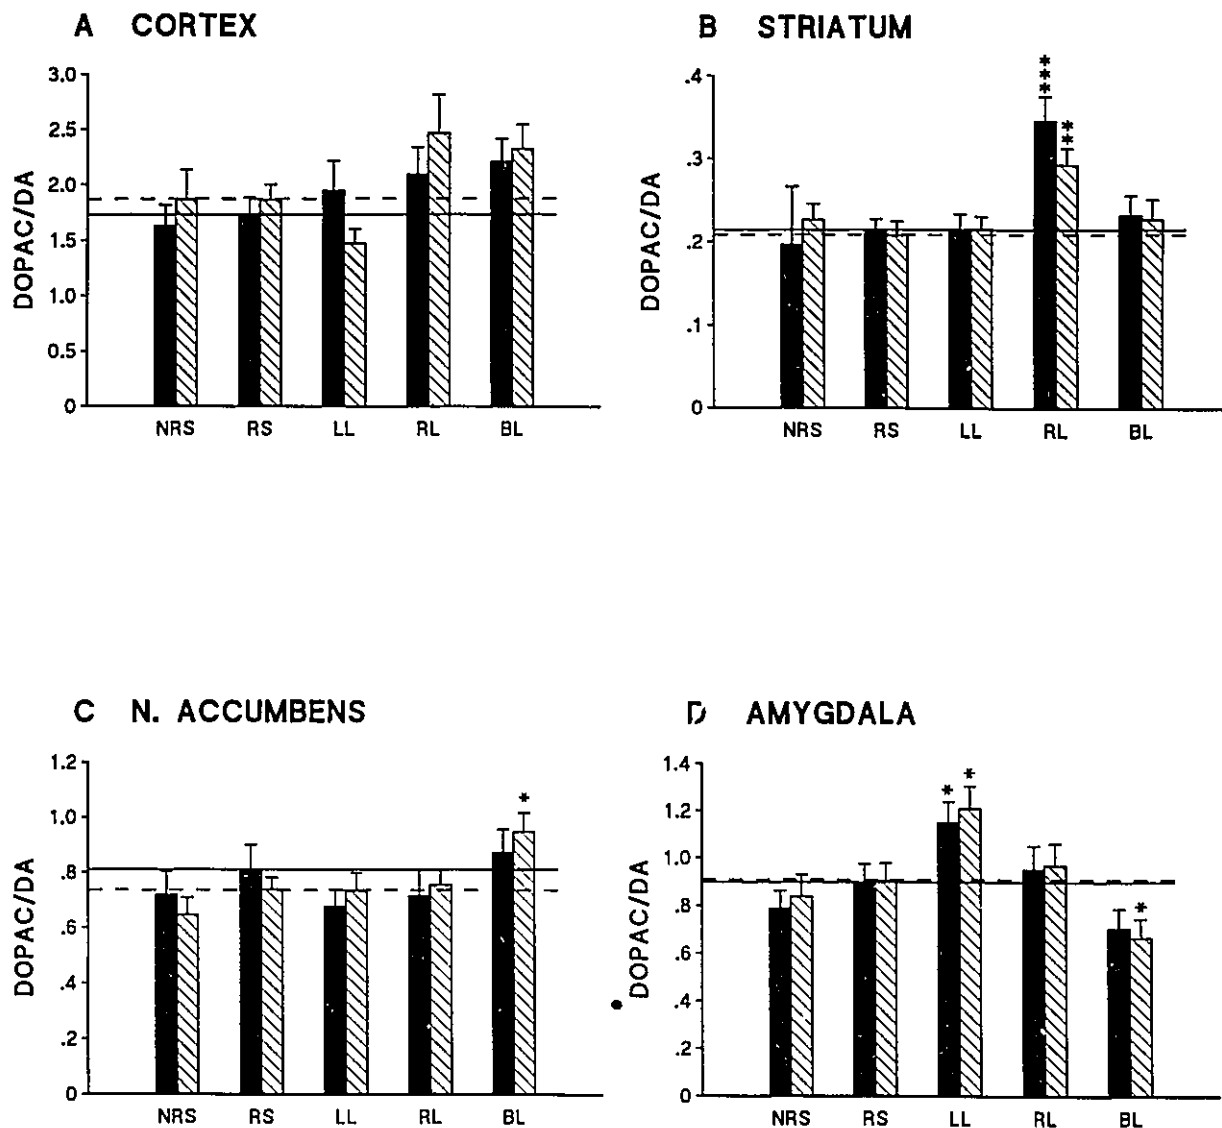 A CORTEX
3.0
2.5
2.0
1.5
1.0
0.5
0
DOPAC/DA
NRS RS LL RL BL
B STRIATUM
.4
.3
.2
.1
0
DOPAC/DA
***
**
NRS RS LL RL BL
C N. ACCUMBENS
1.2
1.0
.8
.6
.4
.2
0
DOPAC/DA
*
NRS RS LL RL BL
D AMYGDALA
1.4
1.2
1.0
.8
.6
.4
.2
0
DOPAC/DA
* *
*
NRS RS LL RL BL